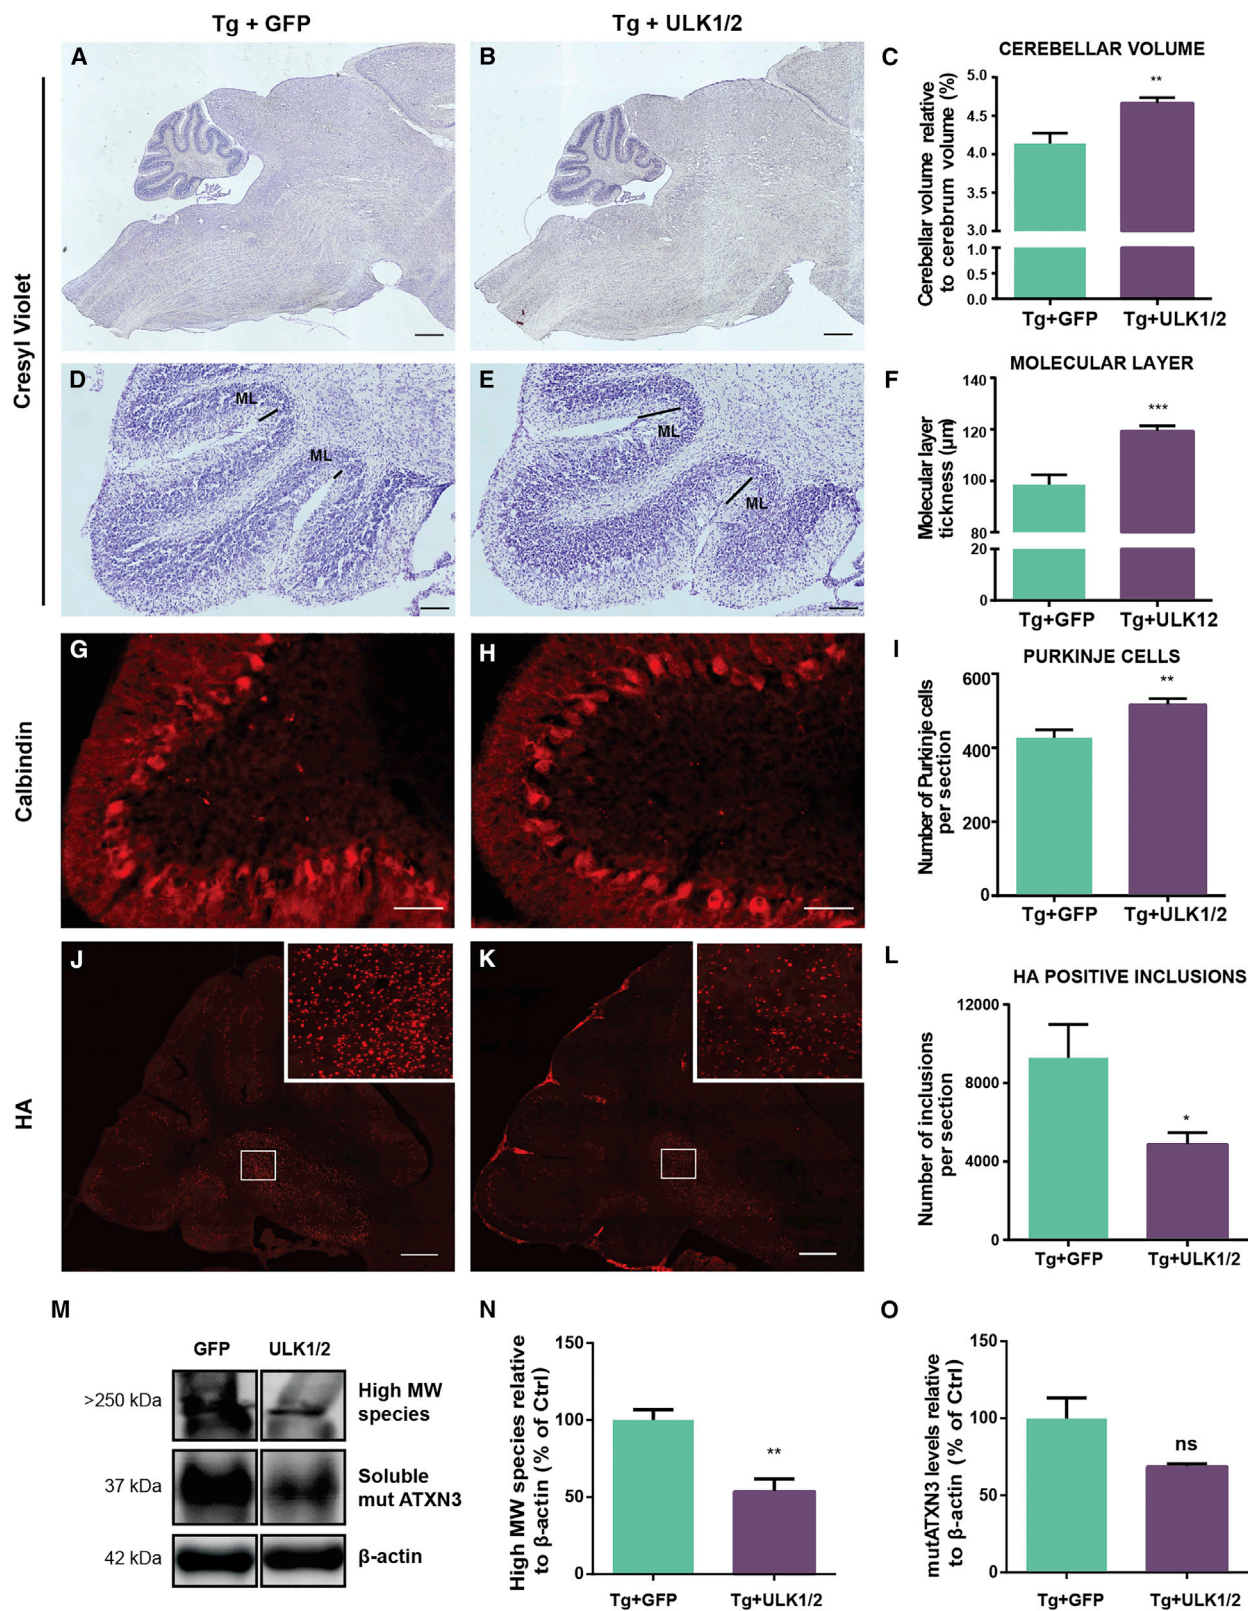 Tg + GFP
Tg + ULK1/2
Cresyl Violet
A
B
C
CEREBELLAR VOLUME
Cerebellar volume relative
to cerebrum volume (%)
5.0
**
4.5
4.0
3.5
3.0
1.0
0.5
0.0
Tg+GFP
Tg+ULK1/2
D
ML
ML
E
ML
ML
F
MOLECULAR LAYER
Molecular layer
tickness (µm)
140
***
120
100
80
20
0
Tg+GFP
Tg+ULK12
Calbindin
G
H
I
PURKINJE CELLS
Number of Purkinje cells
per section
600
**
400
200
0
Tg+GFP
Tg+ULK1/2
HA
J
K
L
HA POSITIVE INCLUSIONS
Number of inclusions
per section
12000
8000
*
4000
0
Tg+GFP
Tg+ULK1/2
M
GFP
ULK1/2
>250 kDa
High MW
species
37 kDa
Soluble
mut ATXN3
42 kDa
β-actin
N
High MW species relative
to β-actin (% of Ctrl)
150
100
**
50
0
Tg+GFP
Tg+ULK1/2
O
mutATXN3 levels relative
to β-actin (% of Ctrl)
150
100
ns
50
0
Tg+GFP
Tg+ULK1/2